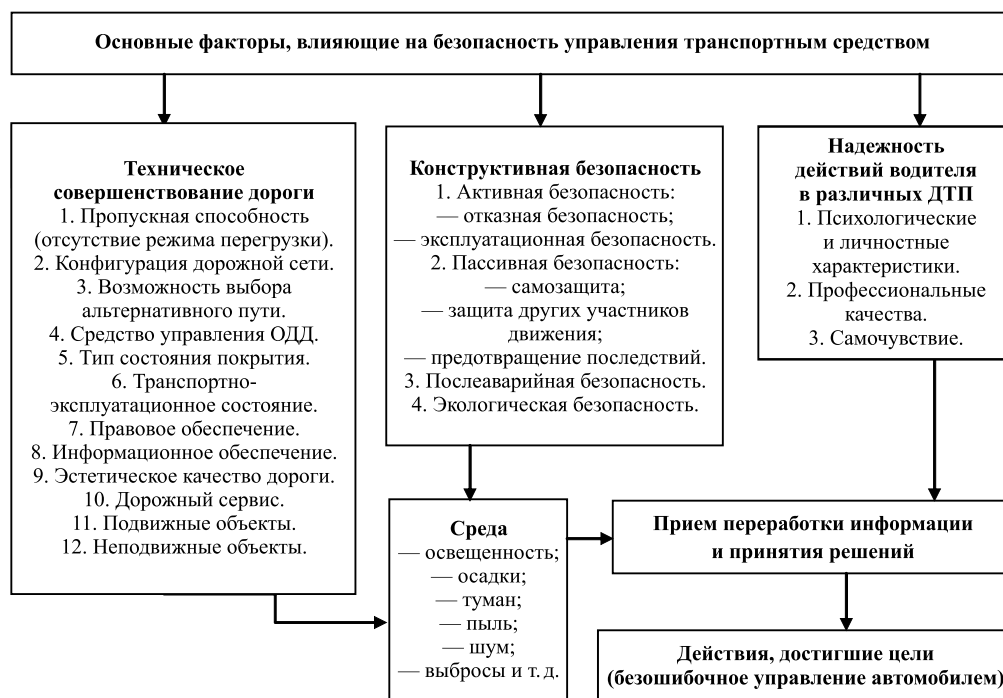 Основные факторы, влияющие на безопасность управления транспортным средством
Техническое
совершенствование дороги
1. Пропускная способность
(отсутствие режима перегрузки).
2. Конфигурация дорожной сети.
3. Возможность выбора
альтернативного пути.
4. Средство управления ОДД.
5. Тип состояния покрытия.
6. Транспортно-
эксплуатационное состояние.
7. Правовое обеспечение.
8. Информационное обеспечение.
9. Эстетическое качество дороги.
10. Дорожный сервис.
11. Подвижные объекты.
12. Неподвижные объекты.
Конструктивная безопасность
1. Активная безопасность:
— отказная безопасность;
— эксплуатационная безопасность.
2. Пассивная безопасность:
— самозащита;
— защита других участников
движения;
— предотвращение последствий.
3. Послеаварийная безопасность.
4. Экологическая безопасность.
Надежность
действий водителя
в различных ДТП
1. Психологические
и личностные
характеристики.
2. Профессиональные
качества.
3. Самочувствие.
Среда
— освещенность;
— осадки;
— туман;
— пыль;
— шум;
— выбросы и т. д.
Прием переработки информации
и принятия решений
Действия, достигшие цели
(безошибочное управление автомобилем)